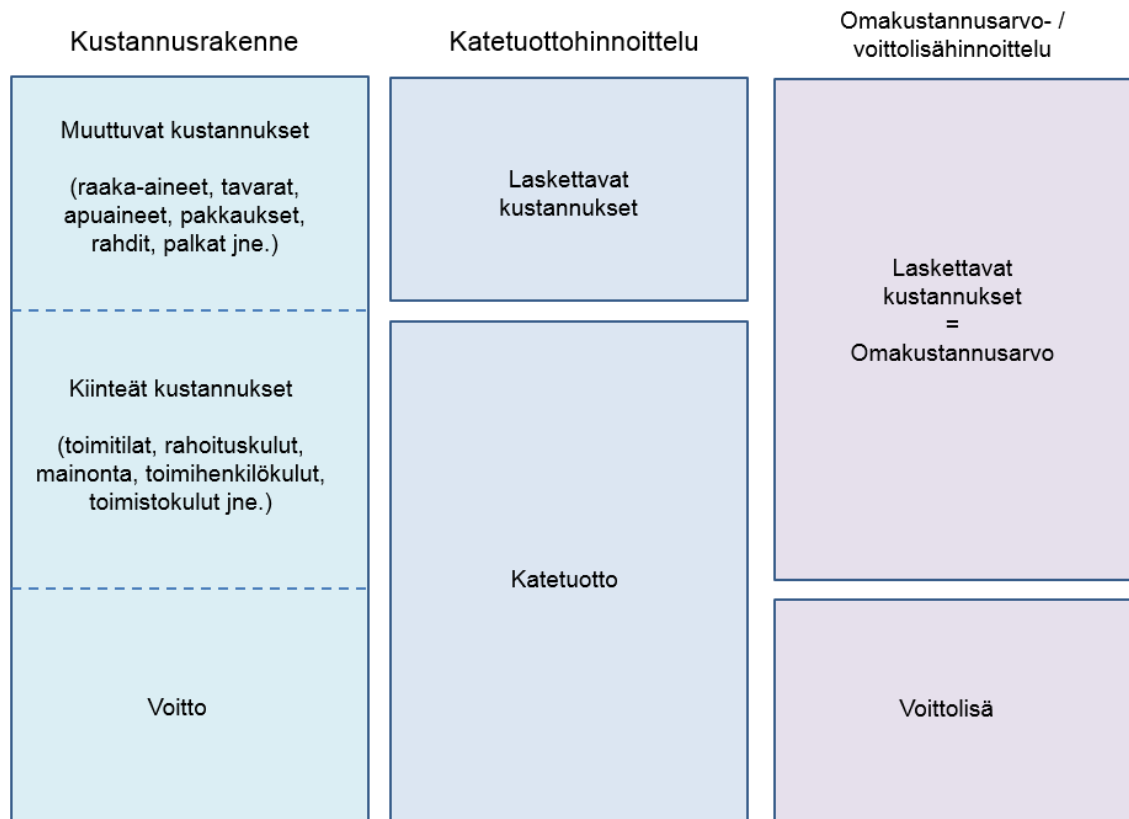 Kustannusrakenne
Muuttuvat kustannukset
(raaka-aineet, tavarat,
apuaineet, pakkaukset,
rahdit, palkat jne.)
Kiinteät kustannukset
(toimitilat, rahoituskulut,
mainonta, toimihenkilökulut,
toimistokulut jne.)
Voitto
Katetuottohinnoittelu
Laskettavat
kustannukset
Katetuotto
Omakustannusarvo- /
voittolisähinnoittelu
Laskettavat
kustannukset
=
Omakustannusarvo
Voittolisä